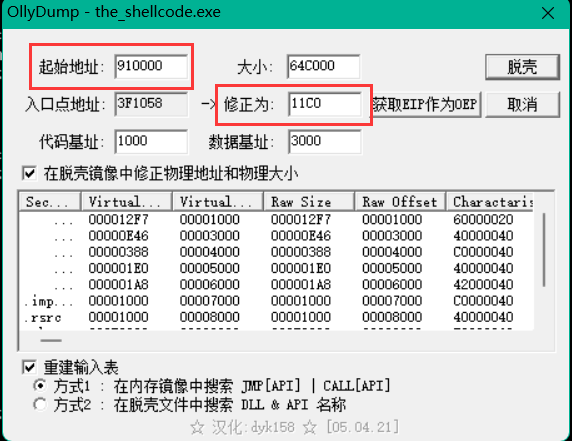 OllyDump - the_shellcode.exe
起始地址: 910000 大小: 64C000 脱壳
入口点地址: 3F1058 -> 修正为: 11C0 获取EIP作为OEP 取消
代码基址: 1000 数据基址: 3000
在脱壳镜像中修正物理地址和物理大小
Sec... Virtual... Virtual... Raw Size Raw Offset Charactaris
... 000012F7 00001000 000012F7 00001000 60000020
... 00000E46 00003000 00000E46 00003000 40000040
... 00000388 00004000 00000388 00004000 C0000040
... 000001E0 00005000 000001E0 00005000 40000040
... 000001A8 00006000 000001A8 00006000 42000040
.imp... 00001000 00007000 00001000 00007000 C0000040
.rsrc 00001000 00008000 00001000 00008000 40000040
重建输入表
方式1 : 在内存镜像中搜索 JMP[API] | CALL[API]
方式2 : 在脱壳文件中搜索 DLL & API 名称
☆ 汉化:dyk158 ☆ [05.04.21]